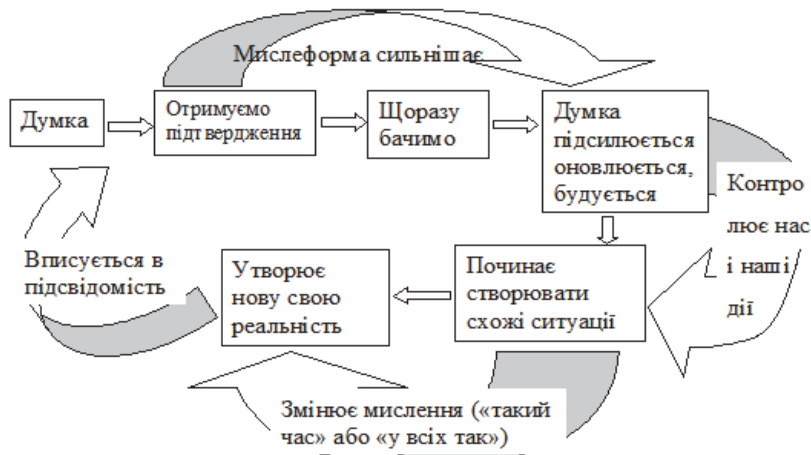 Мислеформа сильнішає
Думка
Отримуємо
підтвердження
Щоразу
бачимо
Думка
підсилюється
оновлюється,
будується
Контро
лює нас
і наші
дії
Вписується в
підсвідомість
Утворює
нову свою
реальність
Починає
створювати
схожі ситуації
Змінює мислення («такий
час» або «у всіх так»)